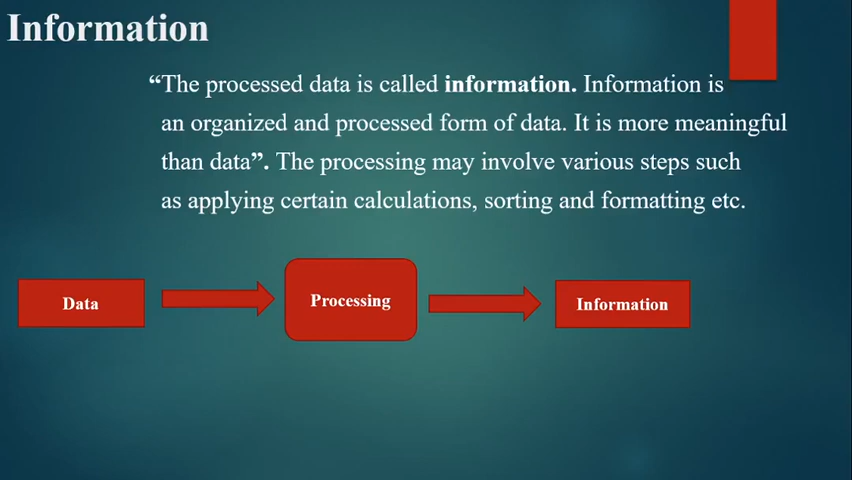 Information
“The processed data is called information. Information is
an organized and processed form of data. It is more meaningful
than data”. The processing may involve various steps such
as applying certain calculations, sorting and formatting etc.
Data
Processing
Information